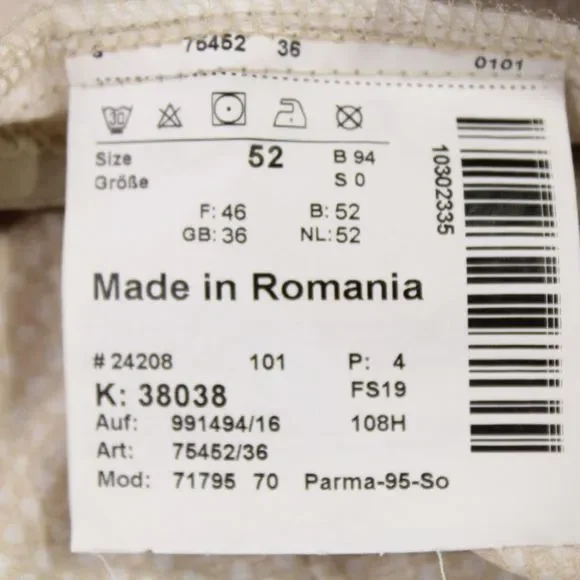 75452 36
0101
30
Size 52 B 94
Größe S 0
F: 46 B: 52
GB: 36 NL: 52
10302335
Made in Romania
# 24208 101 P: 4
K: 38038 FS19
Auf: 991494/16 108H
Art: 75452/36
Mod: 71795 70 Parma-95-So